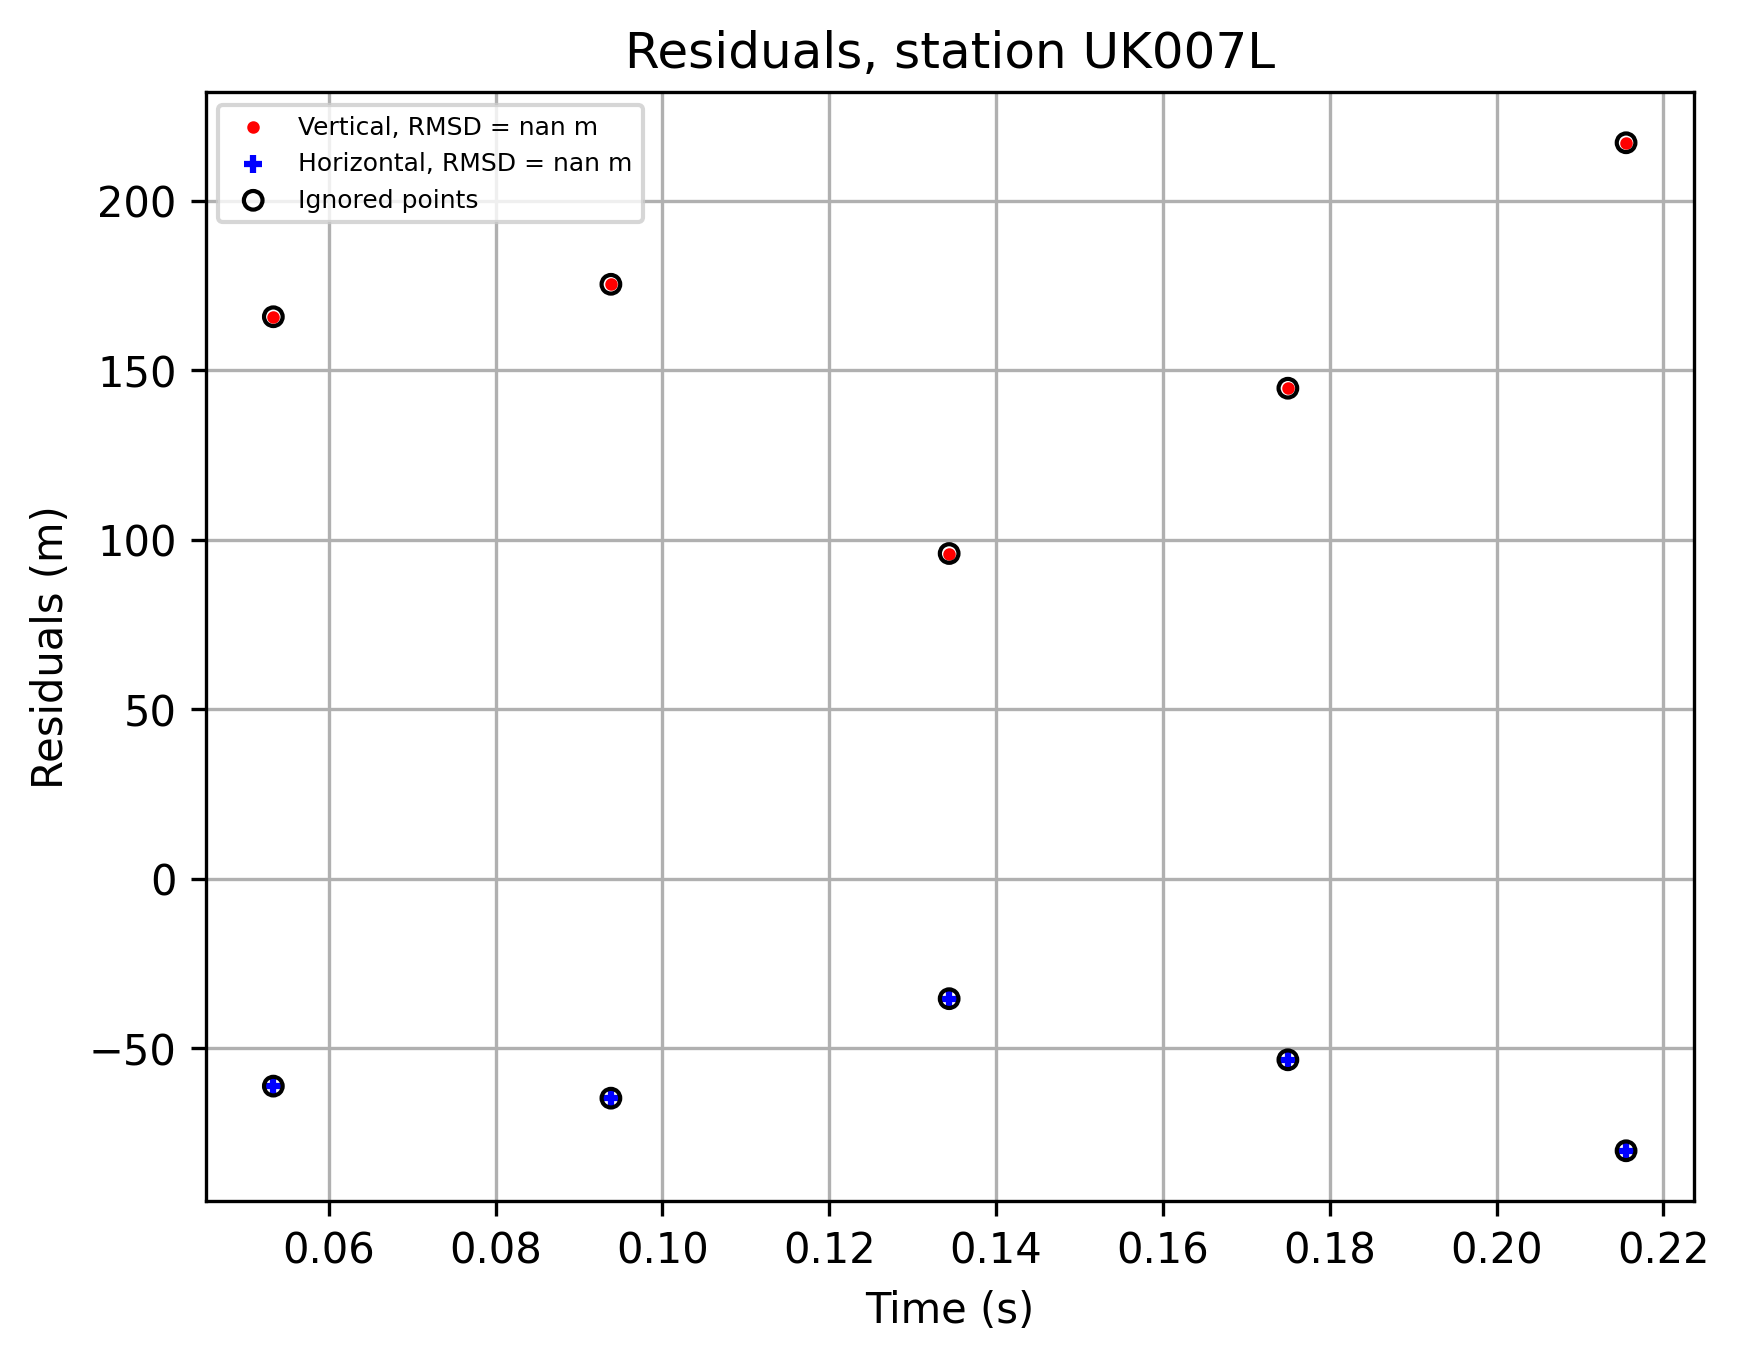 Residuals, station UK007L
Vertical, RMSD = nan m
Horizontal, RMSD = nan m
Ignored points
200
150
100
50
0
−50
Residuals (m)
0.06 0.08 0.10 0.12 0.14 0.16 0.18 0.20 0.22
Time (s)